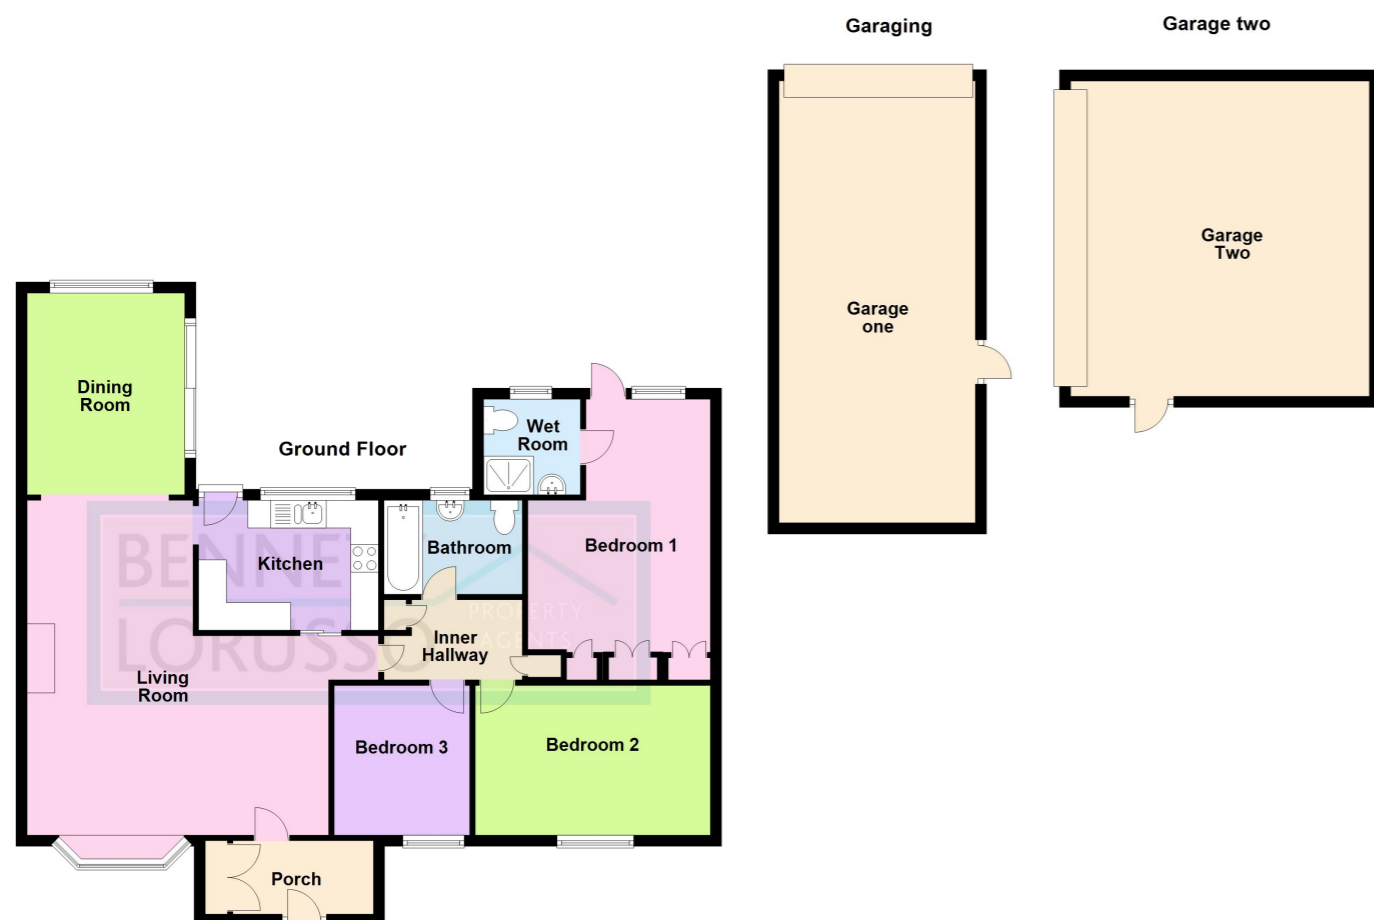 Garaging
Garage two
Garage
Two
Garage
one
Dining
Room
Ground Floor
Wet
Room
Kitchen
Bathroom
Bedroom 1
BENNET
LORUSSO
PROPERTY
AGENTS
Inner
Hallway
Living
Room
Bedroom 3
Bedroom 2
Porch